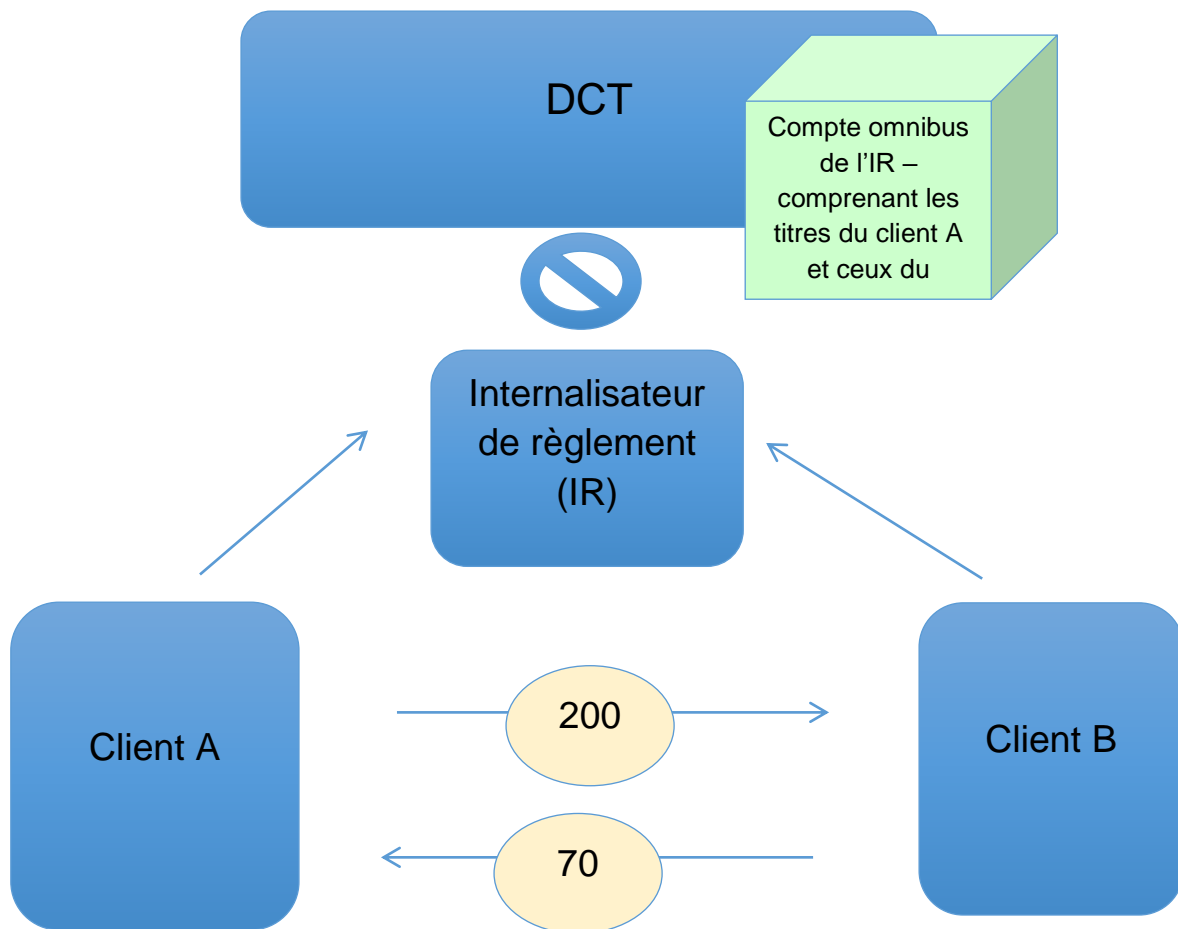 DCT
Compte omnibus
de l'IR –
comprenant les
titres du client A
et ceux du
Internalisateur
de règlement
(IR)
Client A
200
Client B
70